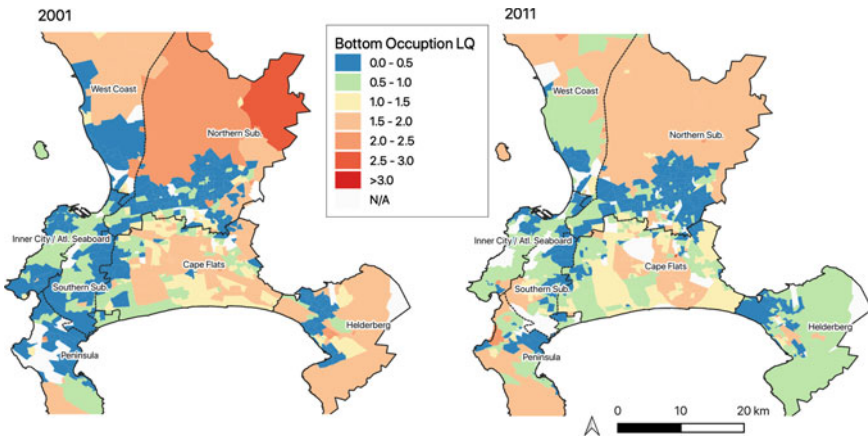 2001
2011
Bottom Occuption LQ
0.0 - 0.5
0.5 - 1.0
1.0 - 1.5
1.5 - 2.0
2.0 - 2.5
2.5 - 3.0
>3.0
N/A
West Coast
Northern Sub.
Inner City / Atl. Seaboard
Cape Flats
Southern Sub.
Helderberg
Peninsula
West Coast
Northern Sub.
Inner City / Atl. Seaboard
Cape Flats
Southern Sub.
Helderberg
Peninsula
0 10 20 km